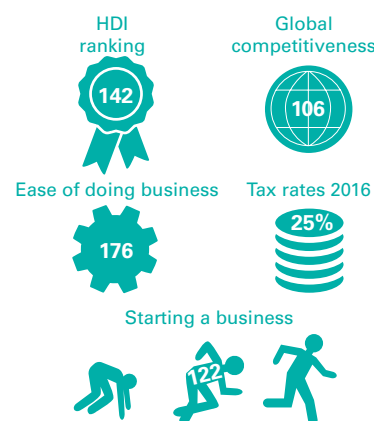 HDI
ranking
142
Global
competitiveness
106
Ease of doing business
176
Tax rates 2016
25%
Starting a business
122